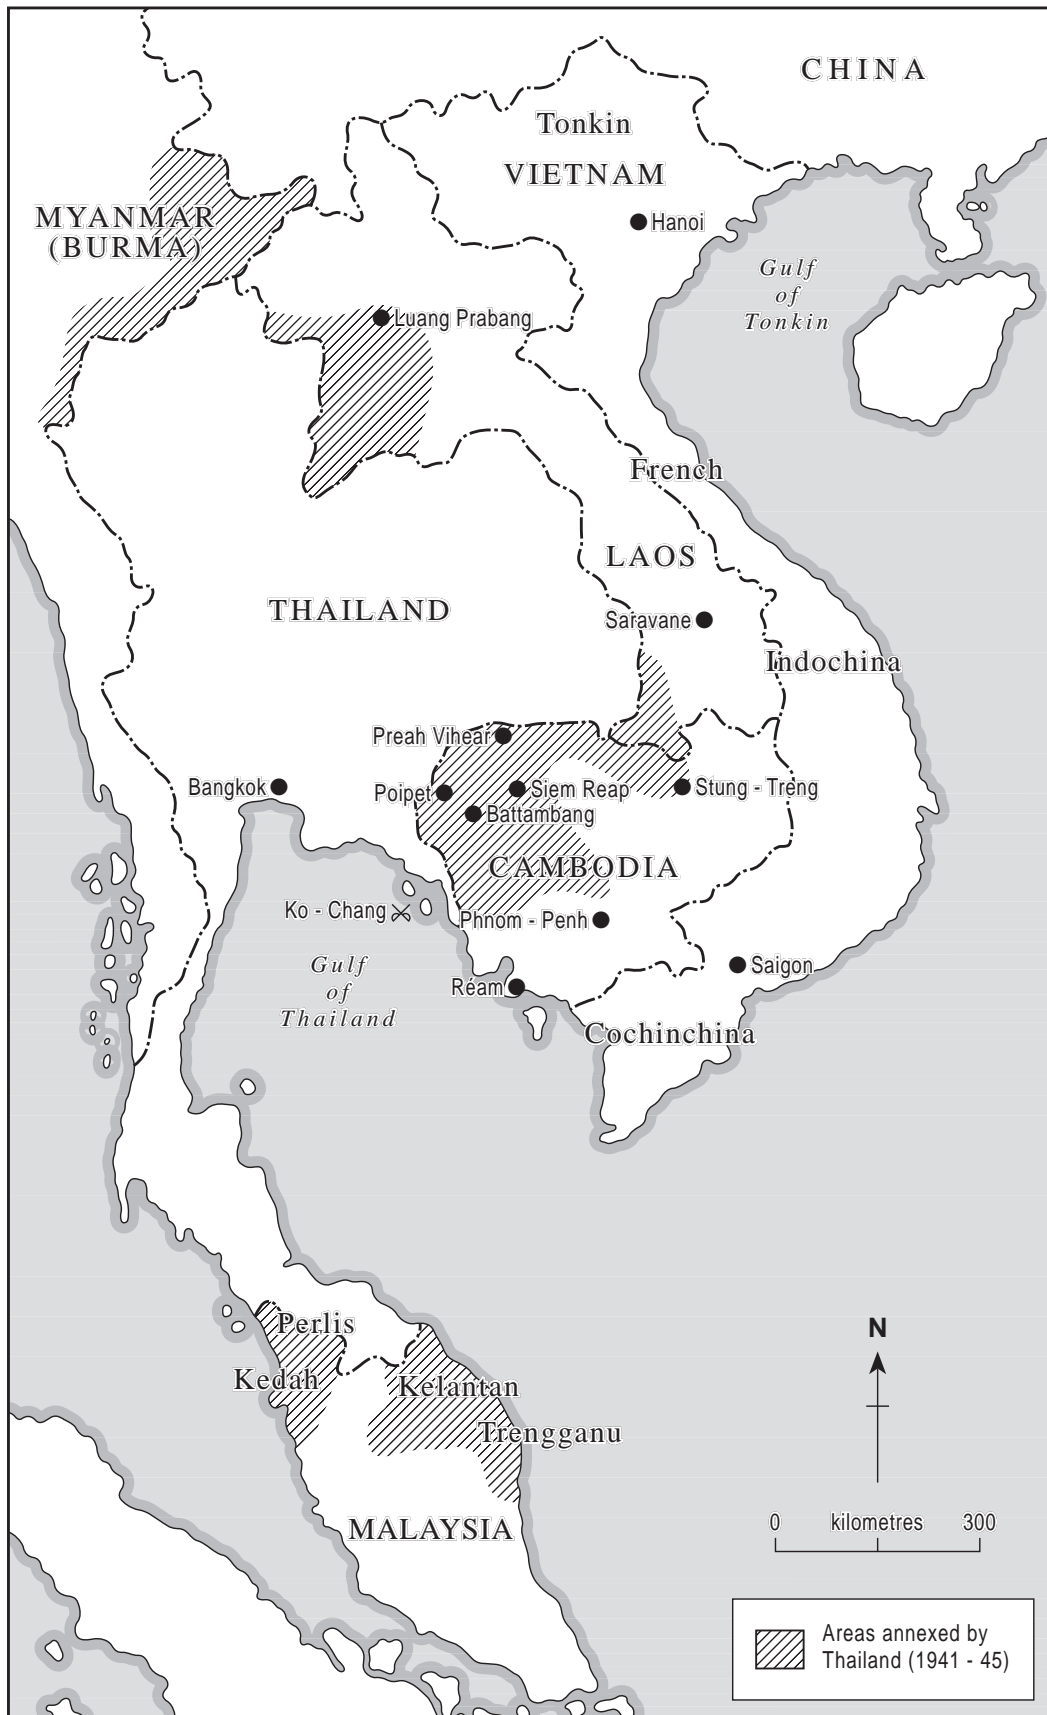 CHINA
Tonkin
VIETNAM
MYANMAR
(BURMA)
Hanoi
Gulf
of
Tonkin
Luang Prabang
French
LAOS
THAILAND
Saravane
Indochina
Preah Vihear
Bangkok
Poipet
Siem Reap
Stung - Treng
Battambang
CAMBODIA
Ko - Chang
Phnom - Penh
Gulf
of
Thailand
Saigon
Réam
Cochinchina
Perlis
N
Kedah
Kelantan
Trengganu
MALAYSIA
0 kilometres 300
Areas annexed by
Thailand (1941 - 45)